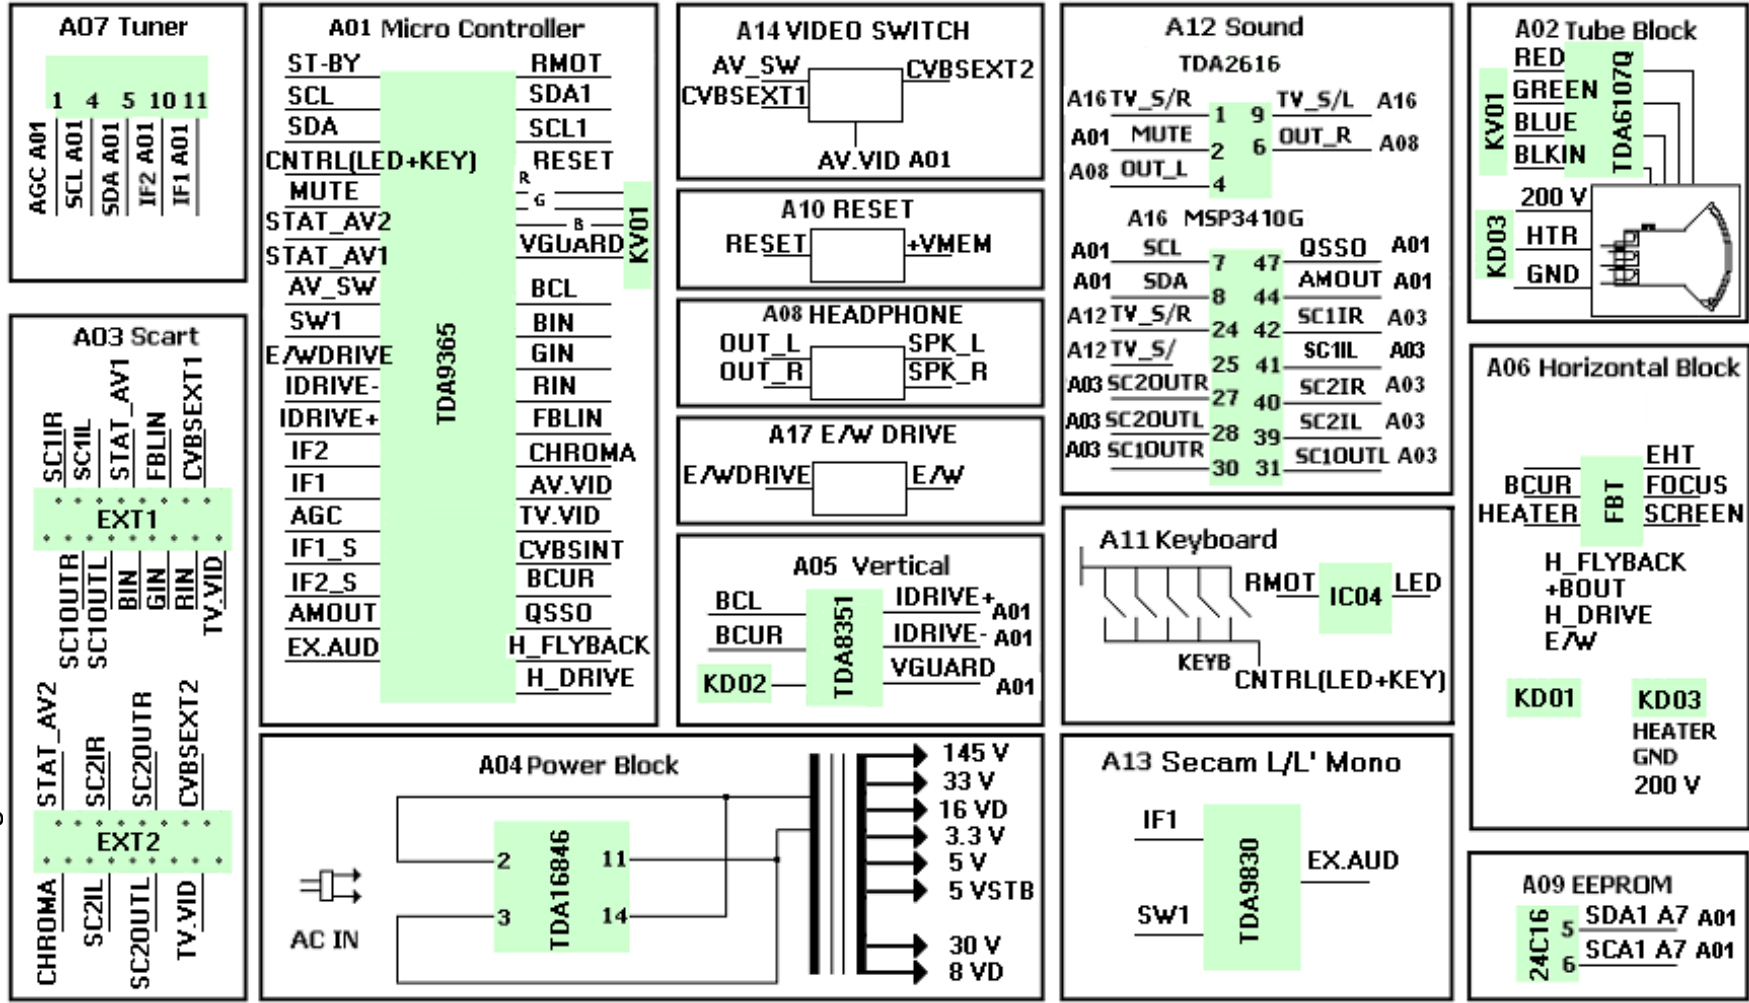 A07 Tuner
1 4 5 10 11
AGC A01
SCL A01
SDA A01
IF2 A01
IF1 A01
A03 Scart
SC1IR
SC1IL
STAT_AV1
FBLIN
CVBSEXT1
EXT1
SC1OUTR
SC1OUTL
BIN
GIN
RIN
TV.VID
STAT_AV2
SC2IR
SC2OUTR
CVBSEXT2
EXT2
CHROMA
SC2IL
SC2OUTL
TV.VID
A01 Micro Controller
ST-BY
SCL
SDA
CNTRL(LED+KEY)
MUTE
STAT_AV2
STAT_AV1
AV_SW
SW1
E/WDRIVE
IDRIVE-
IDRIVE+
IF2
IF1
AGC
IF1_S
IF2_S
AMOUT
EX.AUD
TDA9365
RMOT
SDA1
SCL1
RESET
R
G
B
VGUARD
KV01
BCL
BIN
GIN
RIN
FBLIN
CHROMA
AV.VID
TV.VID
CVBSINT
BCUR
QSSO
H_FLYBACK
H_DRIVE
A14 VIDEO SWITCH
AV_SW
CVBSEXT1
CVBSEXT2
AV.VID A01
A10 RESET
RESET
+VMEM
A08 HEADPHONE
OUT_L
OUT_R
SPK_L
SPK_R
A17 E/W DRIVE
E/WDRIVE
E/W
A05 Vertical
BCL
BCUR
KD02
TDA8351
IDRIVE+ A01
IDRIVE- A01
VGUARD A01
A04 Power Block
AC IN
TDA16846
2
3
11
14
145 V
33 V
16 VD
3.3 V
5 V
5 VSTB
30 V
8 VD
A12 Sound
TDA2616
A16 TV_S/R 1
A01 MUTE 2
A08 OUT_L 4
9 TV_S/L A16
6 OUT_R A08
A16 MSP3410G
A01 SCL 7
A01 SDA 8
A12 TV_S/R 24
A12 TV_S/ 25
A03 SC2OUTR 27
A03 SC2OUTL 28
A03 SC1OUTR 30
47 QSSO A01
44 AMOUT A01
42 SC1IR A03
41 SC1IL A03
40 SC2IR A03
39 SC2IL A03
31 SC1OUTL A03
A11 Keyboard
RMOT
IC04
LED
KEYB
CNTRL(LED+KEY)
A13 Secam L/L' Mono
IF1
SW1
TDA9830
EX.AUD
A02 Tube Block
KV01
RED
GREEN
BLUE
BLKIN
TDA6107Q
KD03
200 V
HTR
GND
A06 Horizontal Block
BCUR
HEATER
FBT
EHT
FOCUS
SCREEN
H_FLYBACK
+BOUT
H_DRIVE
E/W
KD01
KD03
HEATER
GND
200 V
A09 EEPROM
24C16
5 SDA1 A7 A01
6 SCA1 A7 A01